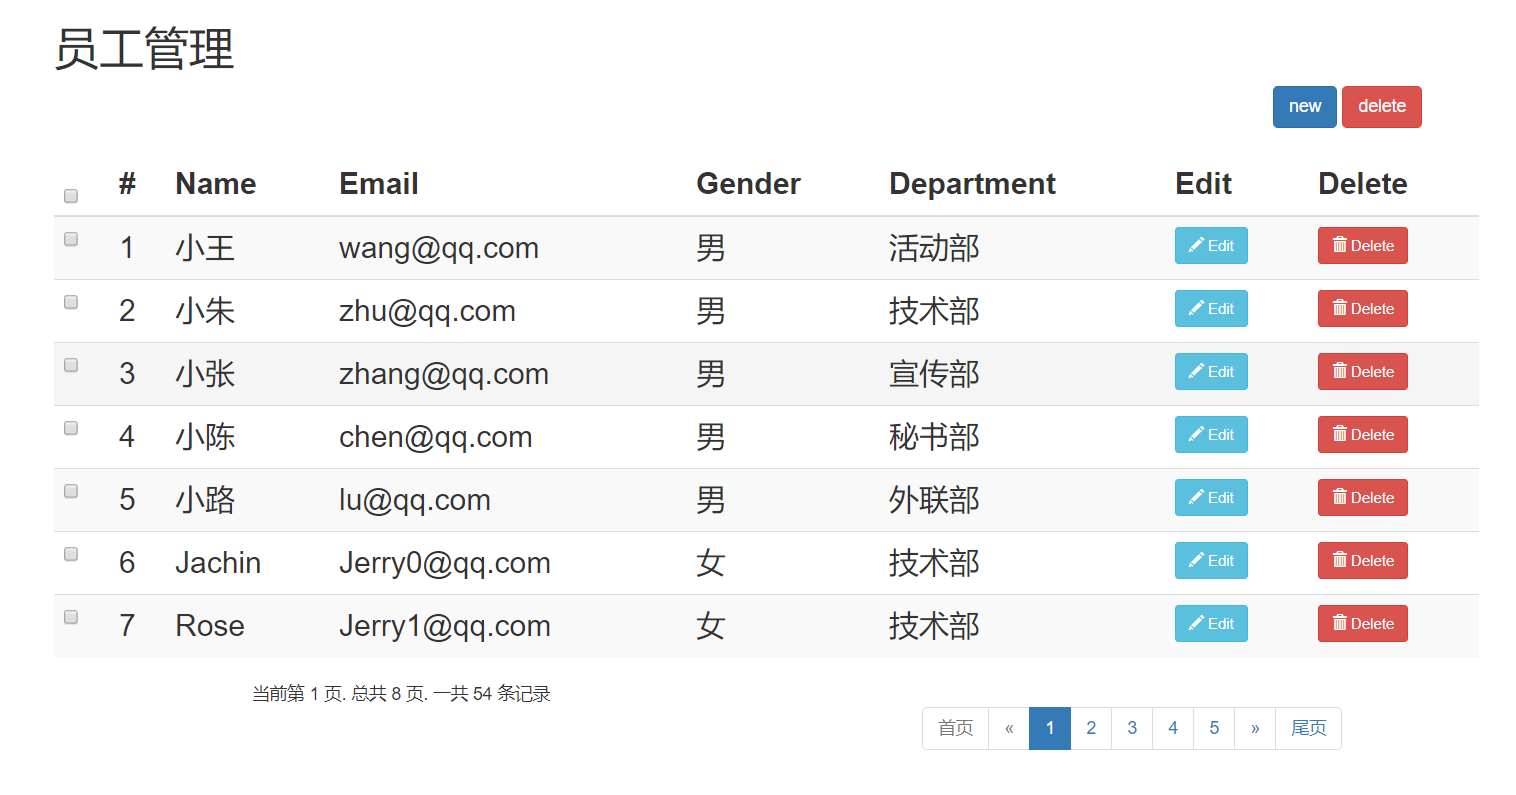 员工管理
new delete
# Name Email Gender Department Edit Delete
1 小王 wang@qq.com 男 活动部 Edit Delete
2 小朱 zhu@qq.com 男 技术部 Edit Delete
3 小张 zhang@qq.com 男 宣传部 Edit Delete
4 小陈 chen@qq.com 男 秘书部 Edit Delete
5 小路 lu@qq.com 男 外联部 Edit Delete
6 Jachin Jerry0@qq.com 女 技术部 Edit Delete
7 Rose Jerry1@qq.com 女 技术部 Edit Delete
当前第 1 页. 总共 8 页. 一共 54 条记录
首页 « 1 2 3 4 5 » 尾页